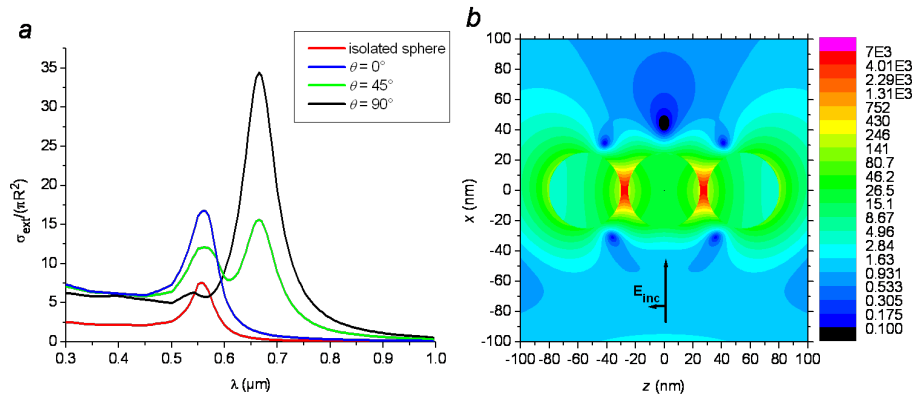 a
isolated sphere
θ = 0°
θ = 45°
θ = 90°
35
30
25
20
15
10
5
0
σext/(πR²)
0.3 0.4 0.5 0.6 0.7 0.8 0.9 1.0
λ (μm)
b
100
80
60
40
20
0
-20
-40
-60
-80
-100
x (nm)
Einc
-100 -80 -60 -40 -20 0 20 40 60 80 100
z (nm)
7E3
4.01E3
2.29E3
1.31E3
752
430
246
141
80.7
46.2
26.5
15.1
8.67
4.96
2.84
1.63
0.931
0.533
0.305
0.175
0.100